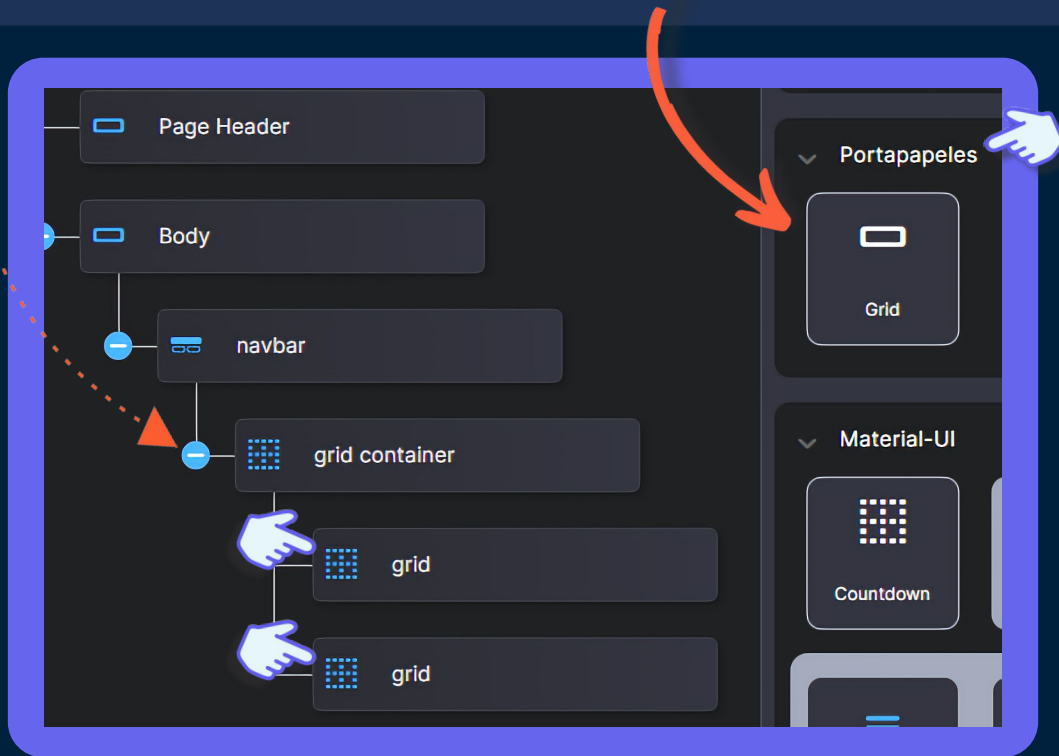 Page Header
Body
navbar
grid container
grid
grid
Portapapeles
Grid
Material-UI
Countdown